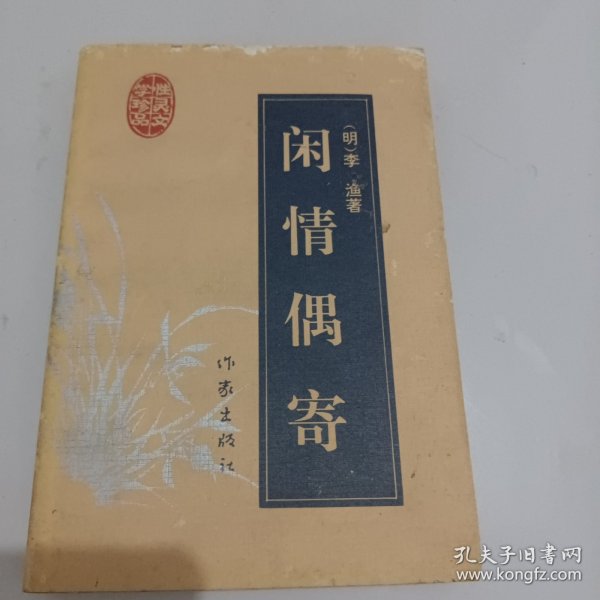 性灵文
学珍品
(明)李 渔著
闲情偶寄
作家出版社
孔夫子旧书网
www.kongfz.com